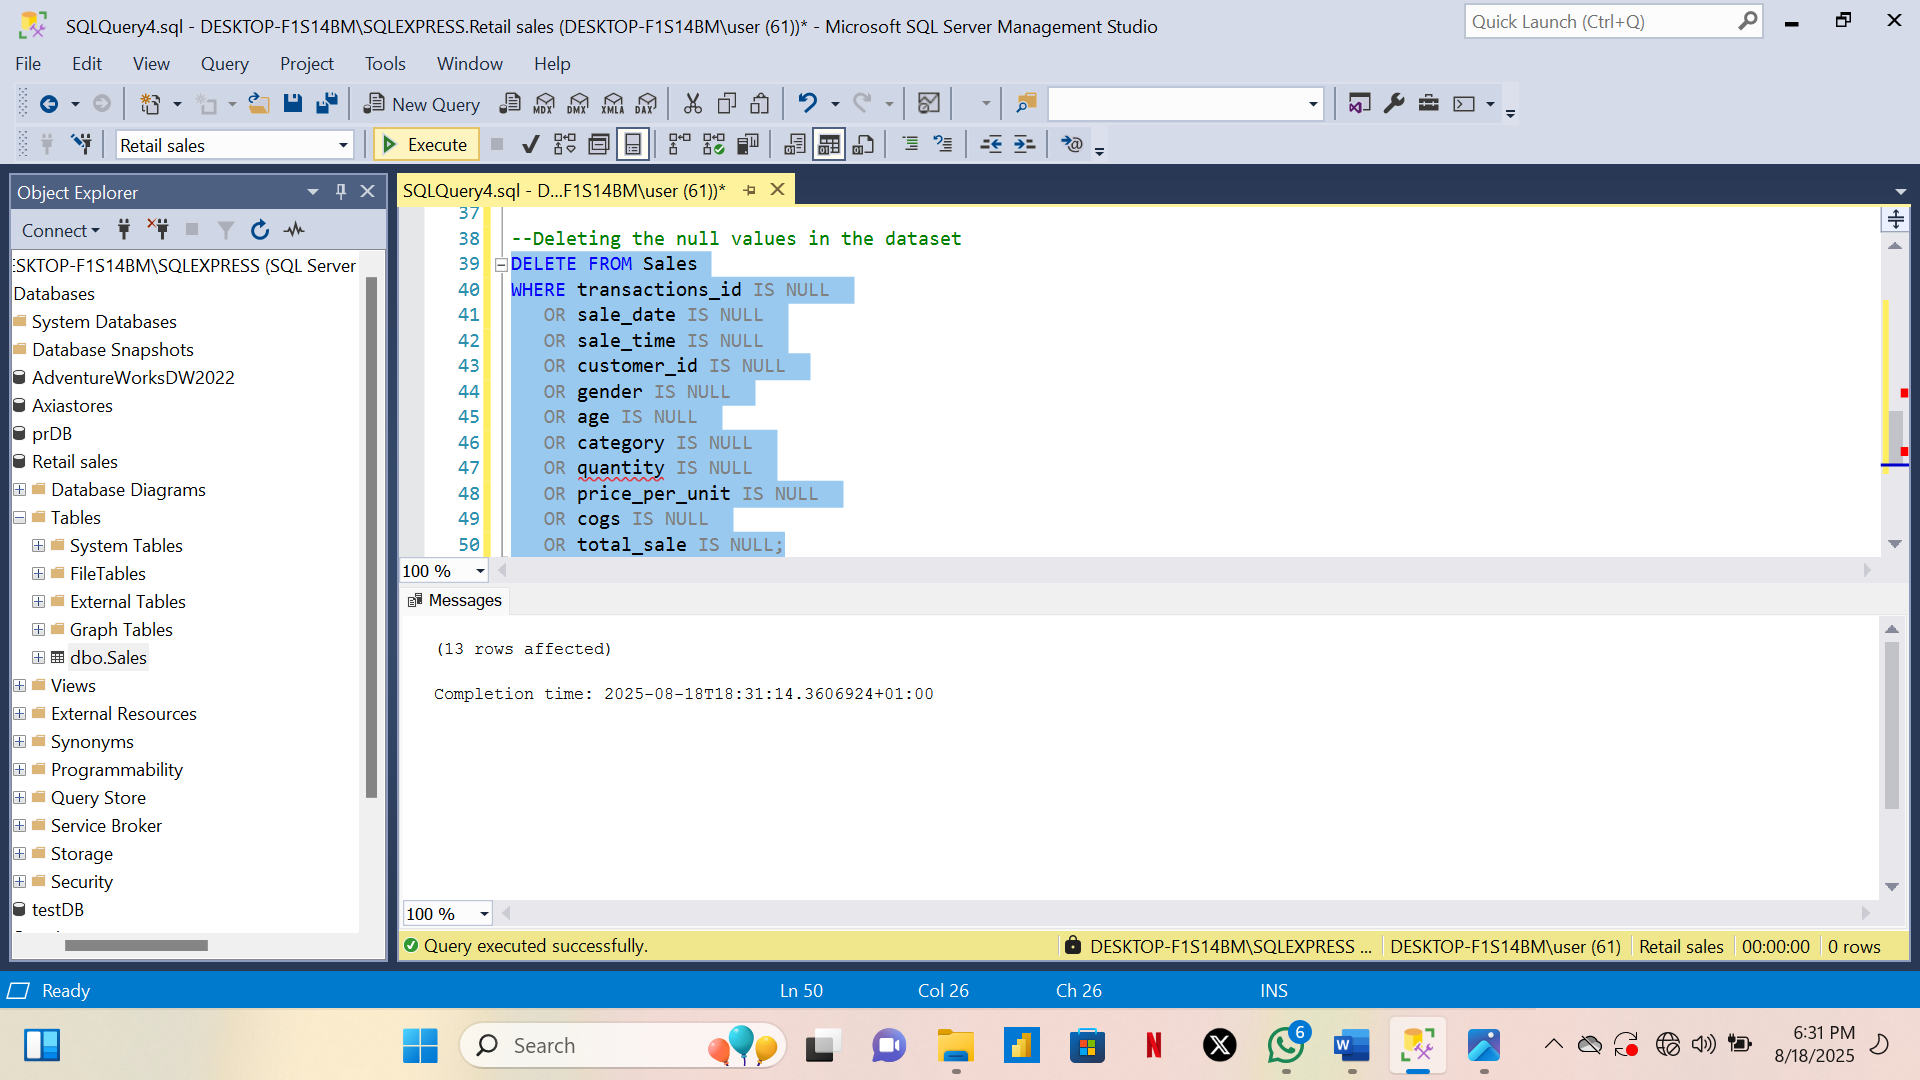 SQLQuery4.sql - DESKTOP-F1S14BM\SQLEXPRESS.Retail sales (DESKTOP-F1S14BM\user (61))* - Microsoft SQL Server Management Studio
Quick Launch (Ctrl+Q)
File Edit View Query Project Tools Window Help
New Query MDX DMX XMLA DAX
Retail sales Execute
Object Explorer
Connect
ESKTOP-F1S14BM\SQLEXPRESS (SQL Server
Databases
System Databases
Database Snapshots
AdventureWorksDW2022
Axiastores
prDB
Retail sales
Database Diagrams
Tables
System Tables
FileTables
External Tables
Graph Tables
dbo.Sales
Views
External Resources
Synonyms
Programmability
Query Store
Service Broker
Storage
Security
testDB
SQLQuery4.sql - D...F1S14BM\user (61))*
37
38 --Deleting the null values in the dataset
39 DELETE FROM Sales
40 WHERE transactions_id IS NULL
41 OR sale_date IS NULL
42 OR sale_time IS NULL
43 OR customer_id IS NULL
44 OR gender IS NULL
45 OR age IS NULL
46 OR category IS NULL
47 OR quantity IS NULL
48 OR price_per_unit IS NULL
49 OR cogs IS NULL
50 OR total_sale IS NULL;
100 %
Messages
(13 rows affected)
Completion time: 2025-08-18T18:31:14.3606924+01:00
100 %
Query executed successfully. DESKTOP-F1S14BM\SQLEXPRESS ... DESKTOP-F1S14BM\user (61) Retail sales 00:00:00 0 rows
Ready Ln 50 Col 26 Ch 26 INS
Search
N
X
6
W
6:31 PM
8/18/2025